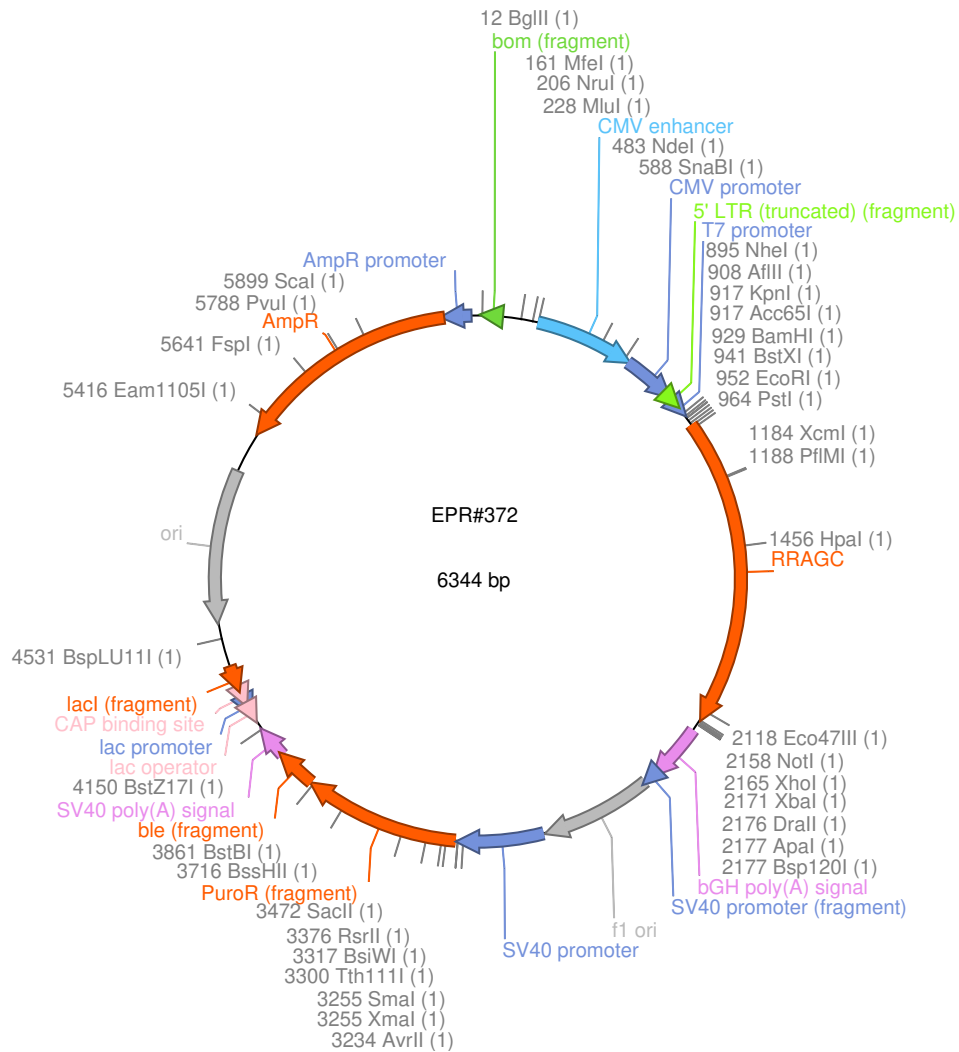 12 BglII (1)
bom (fragment)
161 MfeI (1)
206 NruI (1)
228 MluI (1)
CMV enhancer
483 NdeI (1)
588 SnaBI (1)
CMV promoter
5' LTR (truncated) (fragment)
T7 promoter
895 NheI (1)
908 AflII (1)
917 KpnI (1)
917 Acc65I (1)
929 BamHI (1)
941 BstXI (1)
952 EcoRI (1)
964 PstI (1)
1184 XcmI (1)
1188 PflMI (1)
1456 HpaI (1)
RRAGC
2118 Eco47III (1)
2158 NotI (1)
2165 XhoI (1)
2171 XbaI (1)
2176 DraII (1)
2177 ApaI (1)
2177 Bsp120I (1)
bGH poly(A) signal
SV40 promoter (fragment)
f1 ori
SV40 promoter
3234 AvrII (1)
3255 XmaI (1)
3255 SmaI (1)
3300 Tth111I (1)
3317 BsiWI (1)
3376 RsrII (1)
3472 SacII (1)
PuroR (fragment)
3716 BssHII (1)
3861 BstBI (1)
ble (fragment)
SV40 poly(A) signal
4150 BstZ17I (1)
lac operator
lac promoter
CAP binding site
lacI (fragment)
4531 BspLU11I (1)
ori
5416 Eam1105I (1)
5641 FspI (1)
AmpR
5788 PvuI (1)
5899 ScaI (1)
AmpR promoter
EPR#372
6344 bp